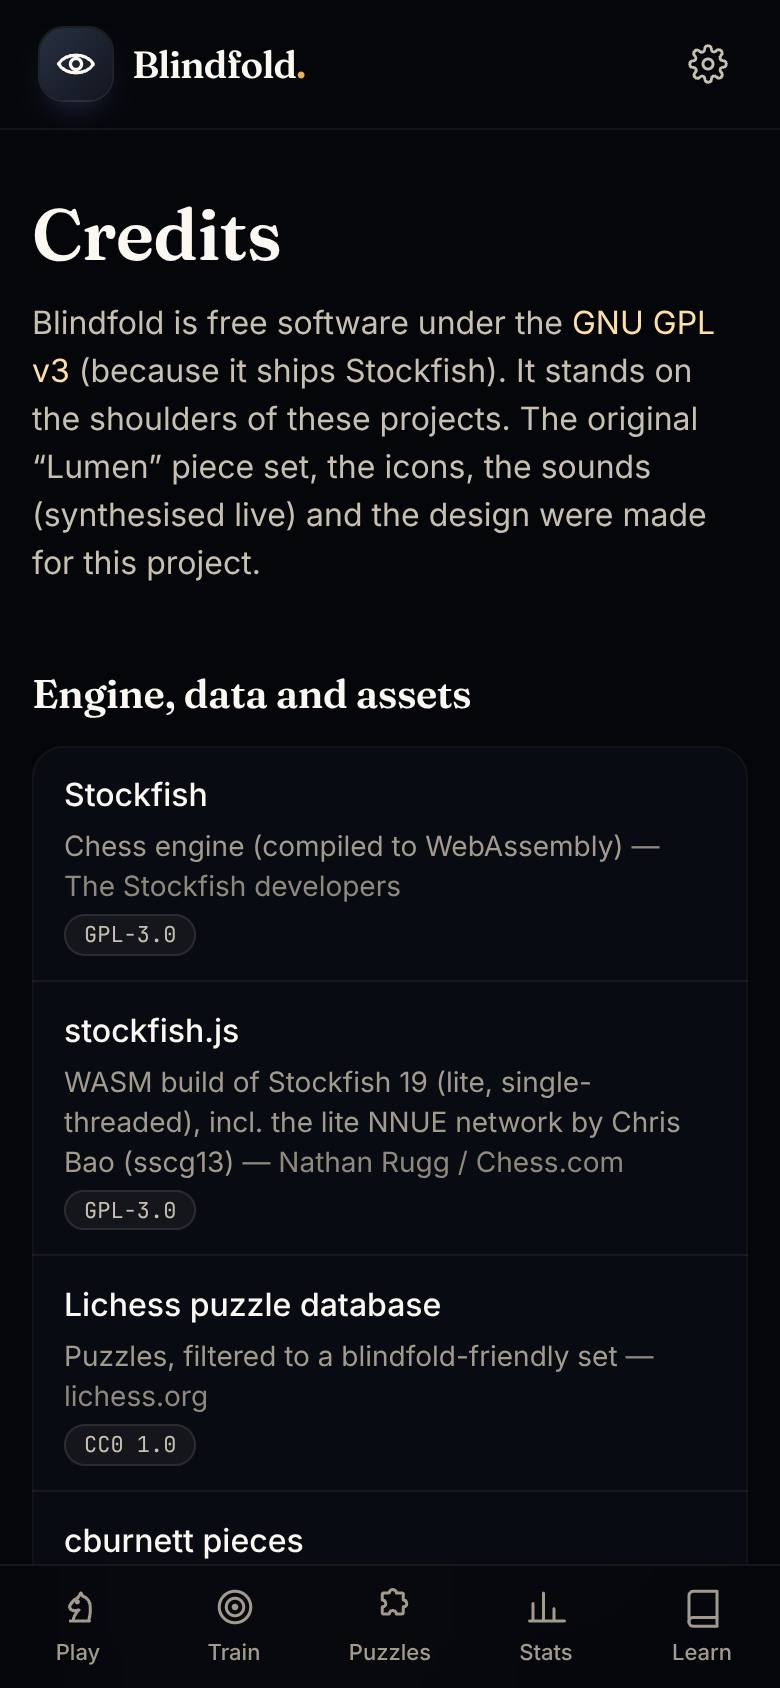 Blindfold.
Credits
Blindfold is free software under the GNU GPL
v3 (because it ships Stockfish). It stands on
the shoulders of these projects. The original
“Lumen” piece set, the icons, the sounds
(synthesised live) and the design were made
for this project.
Engine, data and assets
Stockfish
Chess engine (compiled to WebAssembly) —
The Stockfish developers
GPL-3.0
stockfish.js
WASM build of Stockfish 19 (lite, single-
threaded), incl. the lite NNUE network by Chris
Bao (sscg13) — Nathan Rugg / Chess.com
GPL-3.0
Lichess puzzle database
Puzzles, filtered to a blindfold-friendly set —
lichess.org
CC0 1.0
cburnett pieces
Play
Train
Puzzles
Stats
Learn